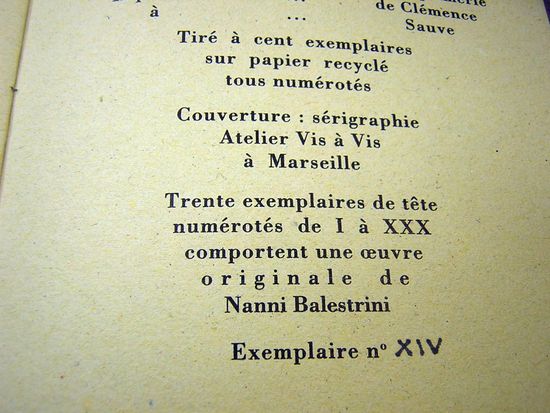 de Clémence
à ... Sauve
Tiré à cent exemplaires
sur papier recyclé
tous numérotés
Couverture : sérigraphie
Atelier Vis à Vis
à Marseille
Trente exemplaires de tête
numérotés de I à XXX
comportent une œuvre
originale de
Nanni Balestrini
Exemplaire nº XIV